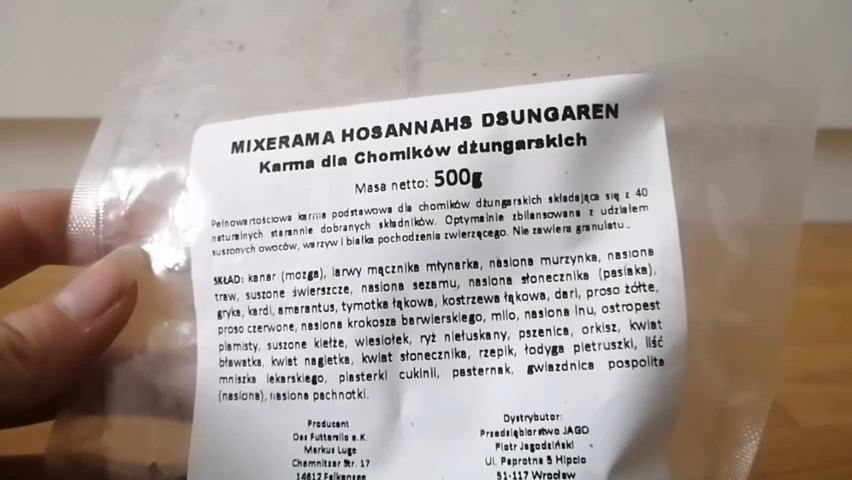 MIXERAMA HOSANNAHS DSUNGAREN
Karma dla Chomików dżungarskich
Masa netto: 500g
Pełnowartościowa karma podstawowa dla chomików dżungarskich składająca się z 40
naturalnych starannie dobranych składników. Optymalnie zbilansowana z udziałem
suszonych owoców, warzyw i białka pochodzenia zwierzęcego. Nie zawiera granulatu..
SKŁAD: kanar (mozga), larwy mącznika młynarka, nasiona murzynka, nasiona
traw, suszone świerszcze, nasiona sezamu, nasiona słonecznika (pasiaka),
gryka, kardi, amarantus, tymotka łąkowa, kostrzewa łąkowa, dari, proso żółte,
proso czerwone, nasiona krokosza barwierskiego, milo, nasiona lnu, ostropest
plamisty, suszone kiełże, wiesiołek, ryż niełuskany, pszenica, orkisz, kwiat
bławatka, kwiat nagietka, kwiat słonecznika, rzepik, łodyga pietruszki, liść
mniszka lekarskiego, plasterki cukinii, pasternak, gwiazdnica pospolita
(nasiona), nasiona pachnotki.
Producent
Das Futterallo e.K
Markus Luge
Chemnitzer Str. 17
14612 Falkensee
Dystrybutor:
Przedsiębiorstwo JAGO
Piotr Jagodziński
Ul. Paprotna 5 Hipcio
51-117 Wrocław